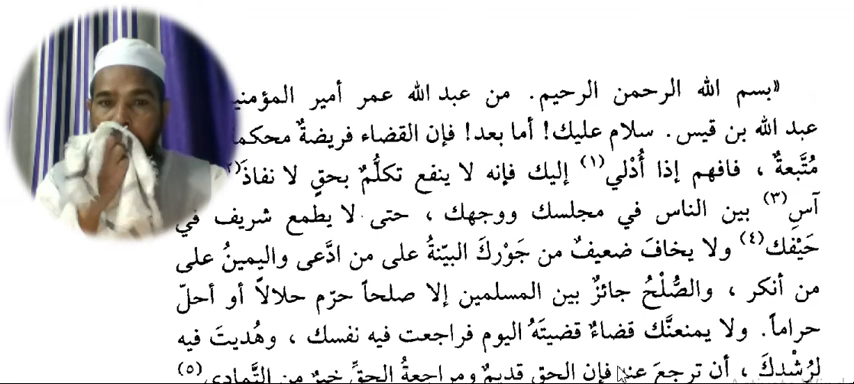 «بسم الله الرحمن الرحيم. من عبد الله عمر أمير
عبد الله بن قيس. سلام عليك! أما بعد! فإن القضاء فريضةٌ
مُتَّبعةٌ ، فافهم إذا أُدْلي(١) إليك فإنه لا ينفع تكلُّمٌ بحقٍ لا نفاذَ
آسِ(٣) بين الناس في مجلسك ووجهك ، حتى لا يطمع شريف في
حَيْفك(٤) ولا يخافَ ضعيفٌ من جَوْركَ البيّنةُ على من ادَّعى واليمينُ على
من أنكر ، والصُّلْحُ جائزٌ بين المسلمين إلا صلحاً حرّم حلالاً أو أحلّ
حراماً. ولا يمنعنَّك قضاءٌ قضيتَهُ اليوم فراجعت فيه نفسك ، وهُديتَ فيه
لرُشْدِكَ ، أن ترجعَ عنه فإن الحق قديمٌ ومراجعةُ الحقِّ خيرٌ من التَّمادي(٥)